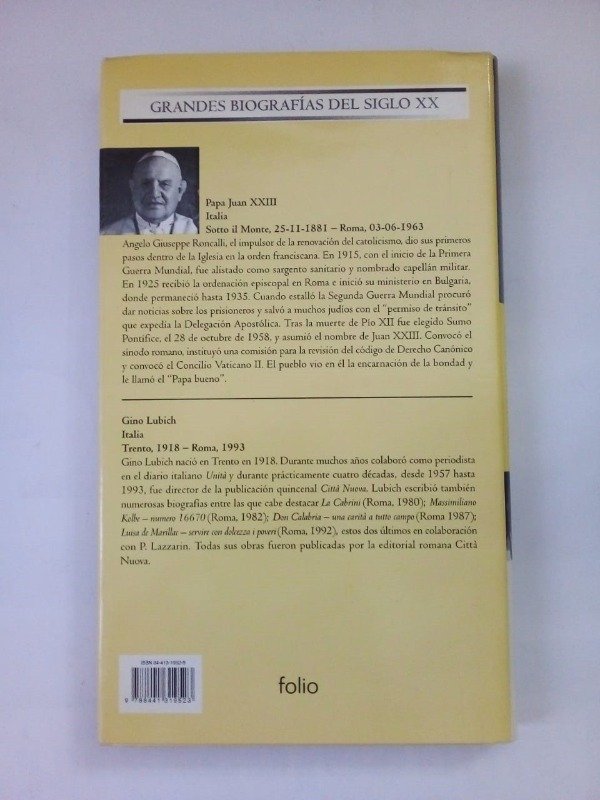 GRANDES BIOGRAFÍAS DEL SIGLO XX
Papa Juan XXIII
Italia
Sotto il Monte, 25-11-1881 – Roma, 03-06-1963
Angelo Giuseppe Roncalli, el impulsor de la renovación del catolicismo, dio sus primeros
pasos dentro de la Iglesia en la orden franciscana. En 1915, con el inicio de la Primera
Guerra Mundial, fue alistado como sargento sanitario y nombrado capellán militar.
En 1925 recibió la ordenación episcopal en Roma e inició su ministerio en Bulgaria,
donde permaneció hasta 1935. Cuando estalló la Segunda Guerra Mundial procuró
dar noticias sobre los prisioneros y salvó a muchos judíos con el “permiso de tránsito”
que expedía la Delegación Apostólica. Tras la muerte de Pío XII fue elegido Sumo
Pontífice, el 28 de octubre de 1958, y asumió el nombre de Juan XXIII. Convocó el
sínodo romano, instituyó una comisión para la revisión del código de Derecho Canónico
y convocó el Concilio Vaticano II. El pueblo vio en él la encarnación de la bondad y
le llamó el “Papa bueno”.
Gino Lubich
Italia
Trento, 1918 – Roma, 1993
Gino Lubich nació en Trento en 1918. Durante muchos años colaboró como periodista
en el diario italiano Unità y durante prácticamente cuatro décadas, desde 1957 hasta
1993, fue director de la publicación quincenal Città Nuova. Lubich escribió también
numerosas biografías entre las que cabe destacar La Cabrini (Roma, 1980); Massimiliano
Kolbe – numero 16670 (Roma, 1982); Don Calabria – una carità a tutto campo (Roma 1987);
Luisa de Marillac – servire con dolcezza i poveri (Roma, 1992), estos dos últimos en colaboración
con P. Lazzarin. Todas sus obras fueron publicadas por la editorial romana Città
Nuova.
ISBN 84-413-1952-9
9 788441 319523
folio